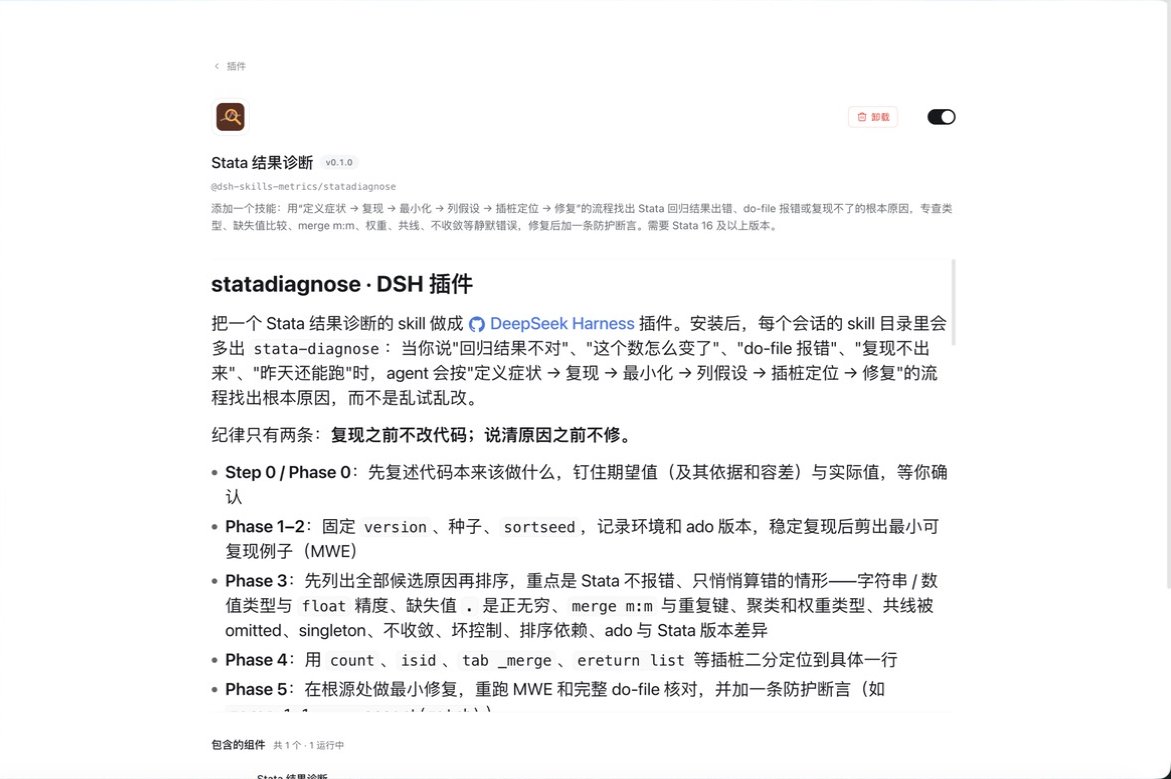 插件
卸载
Stata 结果诊断 v0.1.0
@dsh-skills-metrics/statadiagnose
添加一个技能：用"定义症状 → 复现 → 最小化 → 列假设 → 插桩定位 → 修复"的流程找出 Stata 回归结果出错、do-file 报错或复现不了的根本原因，专查类
型、缺失值比较、merge m:m、权重、共线、不收敛等静默错误，修复后加一条防护断言。需要 Stata 16 及以上版本。
statadiagnose · DSH 插件
把一个 Stata 结果诊断的 skill 做成 DeepSeek Harness 插件。安装后，每个会话的 skill 目录里会
多出 stata-diagnose：当你说"回归结果不对"、"这个数怎么变了"、"do-file 报错"、"复现不出
来"、"昨天还能跑"时，agent 会按"定义症状 → 复现 → 最小化 → 列假设 → 插桩定位 → 修复"的流
程找出根本原因，而不是乱试乱改。
纪律只有两条：复现之前不改代码；说清原因之前不修。
• Step 0 / Phase 0：先复述代码本来该做什么，钉住期望值（及其依据和容差）与实际值，等你确
认
• Phase 1–2：固定 version、种子、sortseed，记录环境和 ado 版本，稳定复现后剪出最小可
复现例子（MWE）
• Phase 3：先列出全部候选原因再排序，重点是 Stata 不报错、只悄悄算错的情形——字符串 / 数
值类型与 float 精度、缺失值 . 是正无穷、merge m:m 与重复键、聚类和权重类型、共线被
omitted、singleton、不收敛、坏控制、排序依赖、ado 与 Stata 版本差异
• Phase 4：用 count、isid、tab _merge、ereturn list 等插桩二分定位到具体一行
• Phase 5：在根源处做最小修复，重跑 MWE 和完整 do-file 核对，并加一条防护断言（如
包含的组件 共 1 个 · 1 运行中
Stata 结果诊断